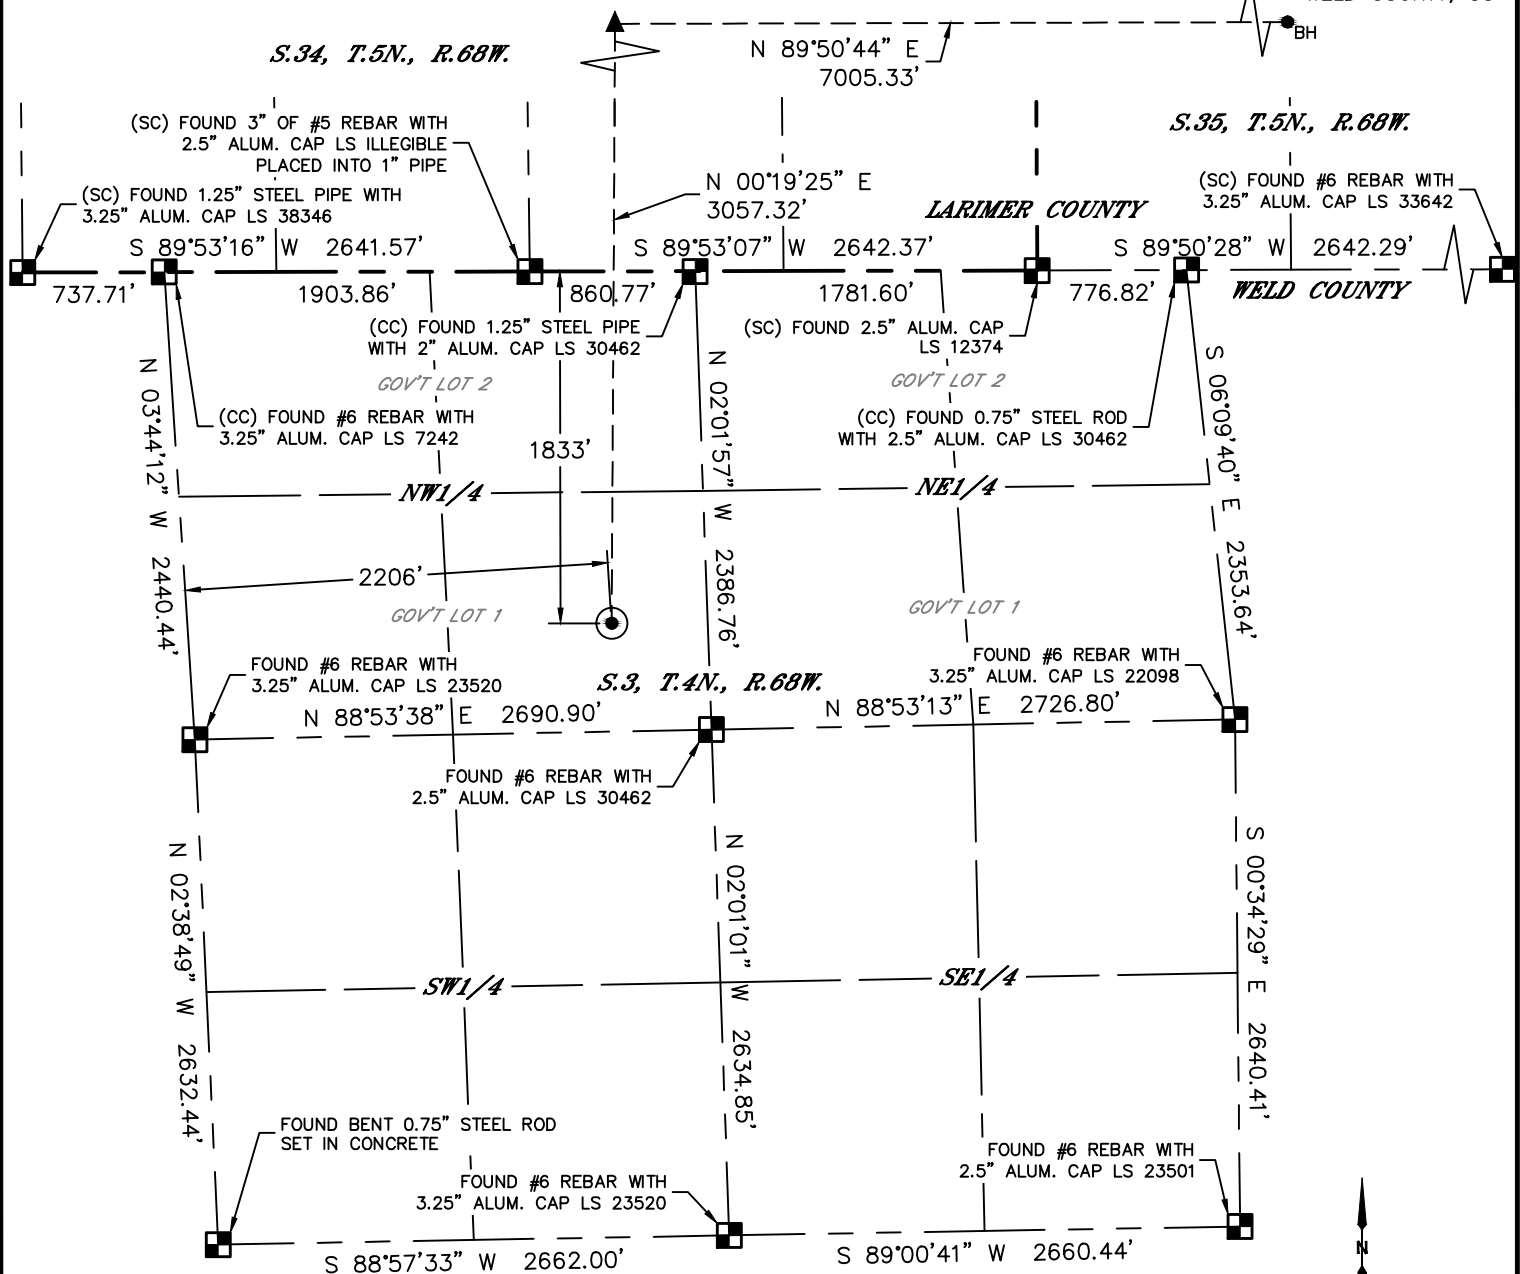 BH
N 89°50'44" E
7005.33'
S.34, T.5N., R.68W.
S.35, T.5N., R.68W.
(SC) FOUND 3" OF #5 REBAR WITH
2.5" ALUM. CAP LS ILLEGIBLE
PLACED INTO 1" PIPE
(SC) FOUND 1.25" STEEL PIPE WITH
3.25" ALUM. CAP LS 38346
N 00°19'25" E
3057.32'
LARIMER COUNTY
(SC) FOUND #6 REBAR WITH
3.25" ALUM. CAP LS 33642
S 89°53'16" W 2641.57'
S 89°53'07" W 2642.37'
S 89°50'28" W 2642.29'
737.71'
1903.86'
860.77'
1781.60'
776.82'
WELD COUNTY
(CC) FOUND 1.25" STEEL PIPE
WITH 2" ALUM. CAP LS 30462
(SC) FOUND 2.5" ALUM. CAP
LS 12374
GOV'T LOT 2
GOV'T LOT 2
(CC) FOUND #6 REBAR WITH
3.25" ALUM. CAP LS 7242
(CC) FOUND 0.75" STEEL ROD
WITH 2.5" ALUM. CAP LS 30462
1833'
N 03°44'12" W 2440.44'
N 02°01'57" W 2386.76'
S 06°09'40" E 2353.64'
NW1/4
NE1/4
2206'
GOV'T LOT 1
GOV'T LOT 1
FOUND #6 REBAR WITH
3.25" ALUM. CAP LS 23520
S.3, T.4N., R.68W.
FOUND #6 REBAR WITH
3.25" ALUM. CAP LS 22098
N 88°53'38" E 2690.90'
N 88°53'13" E 2726.80'
FOUND #6 REBAR WITH
2.5" ALUM. CAP LS 30462
N 02°38'49" W 2632.44'
N 02°01'01" W 2634.85'
S 00°34'29" E 2640.41'
SW1/4
SE1/4
FOUND BENT 0.75" STEEL ROD
SET IN CONCRETE
FOUND #6 REBAR WITH
3.25" ALUM. CAP LS 23520
FOUND #6 REBAR WITH
2.5" ALUM. CAP LS 23501
S 88°57'33" W 2662.00'
S 89°00'41" W 2660.44'
N